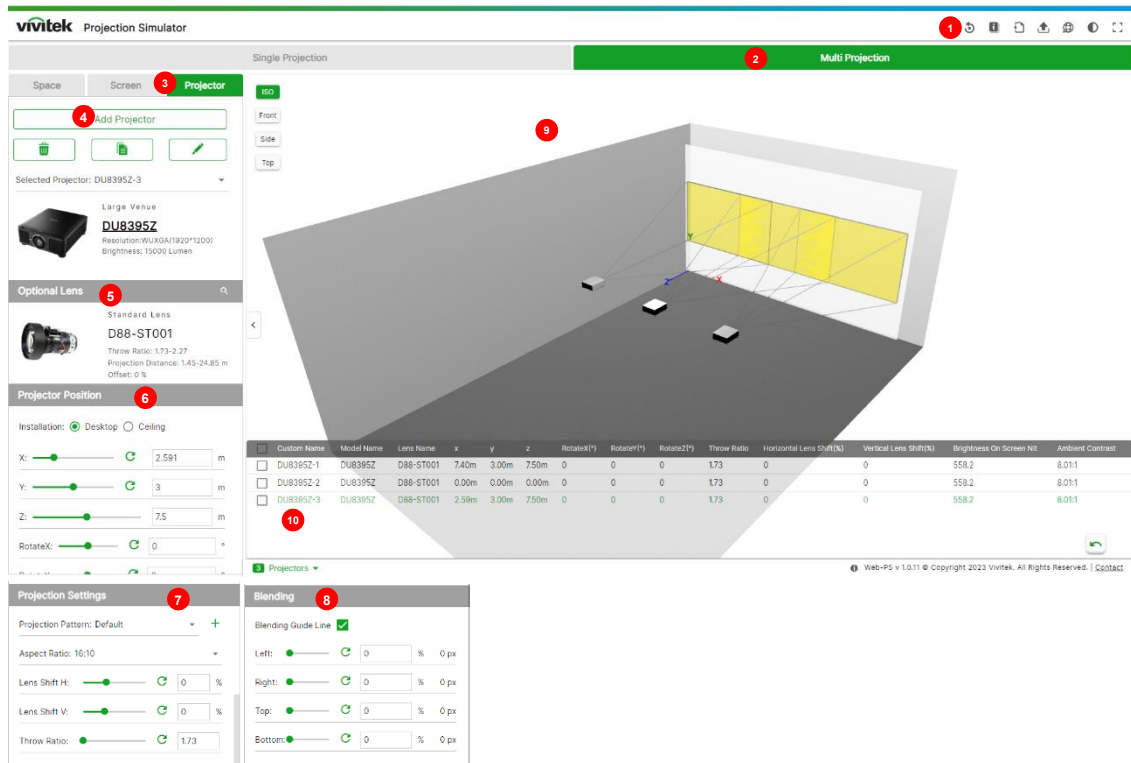 vivitek Projection Simulator
1
Single Projection
2
Multi Projection
Space
Screen
3
Projector
4
Add Projector
Selected Projector: DU8395Z-3
Large Venue
DU8395Z
Resolution:WUXGA(1920*1200)
Brightness: 15000 Lumen
Optional Lens
5
Standard Lens
D88-ST001
Throw Ratio: 1.73-2.27
Projection Distance: 1.45-24.85 m
Offset: 0 %
Projector Position
6
Installation: Desktop Ceiling
X: 2.591 m
Y: 3 m
Z: 7.5 m
RotateX: 0 °
ISO
Front
Side
Top
9
Y
Z
X
Custom Name Model Name Lens Name x y z RotateX(°) RotateY(°) RotateZ(°) Throw Ratio Horizontal Lens Shift(%) Vertical Lens Shift(%) Brightness On Screen Nit Ambient Contrast
DU8395Z-1 DU8395Z D88-ST001 7.40m 3.00m 7.50m 0 0 0 1.73 0 0 558.2 8.01:1
DU8395Z-2 DU8395Z D88-ST001 0.00m 0.00m 0.00m 0 0 0 1.73 0 0 558.2 8.01:1
DU8395Z-3 DU8395Z D88-ST001 2.59m 3.00m 7.50m 0 0 0 1.73 0 0 558.2 8.01:1
10
3 Projectors
Web-PS v 1.0.11 © Copyright 2023 Vivitek. All Rights Reserved. | Contact
Projection Settings
7
Projection Pattern: Default
Aspect Ratio: 16:10
Lens Shift H: 0 %
Lens Shift V: 0 %
Throw Ratio: 1.73
Blending
8
Blending Guide Line
Left: 0 % 0 px
Right: 0 % 0 px
Top: 0 % 0 px
Bottom: 0 % 0 px